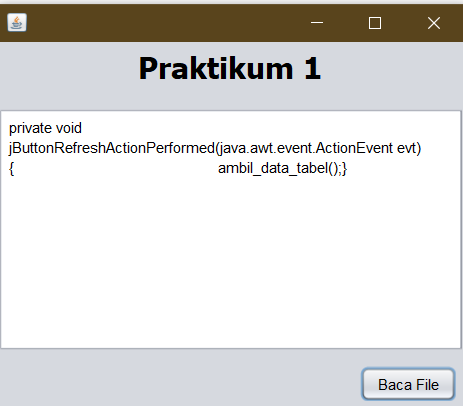 Praktikum 1
private void
jButtonRefreshActionPerformed(java.awt.event.ActionEvent evt)
{ ambil_data_tabel();}
Baca File